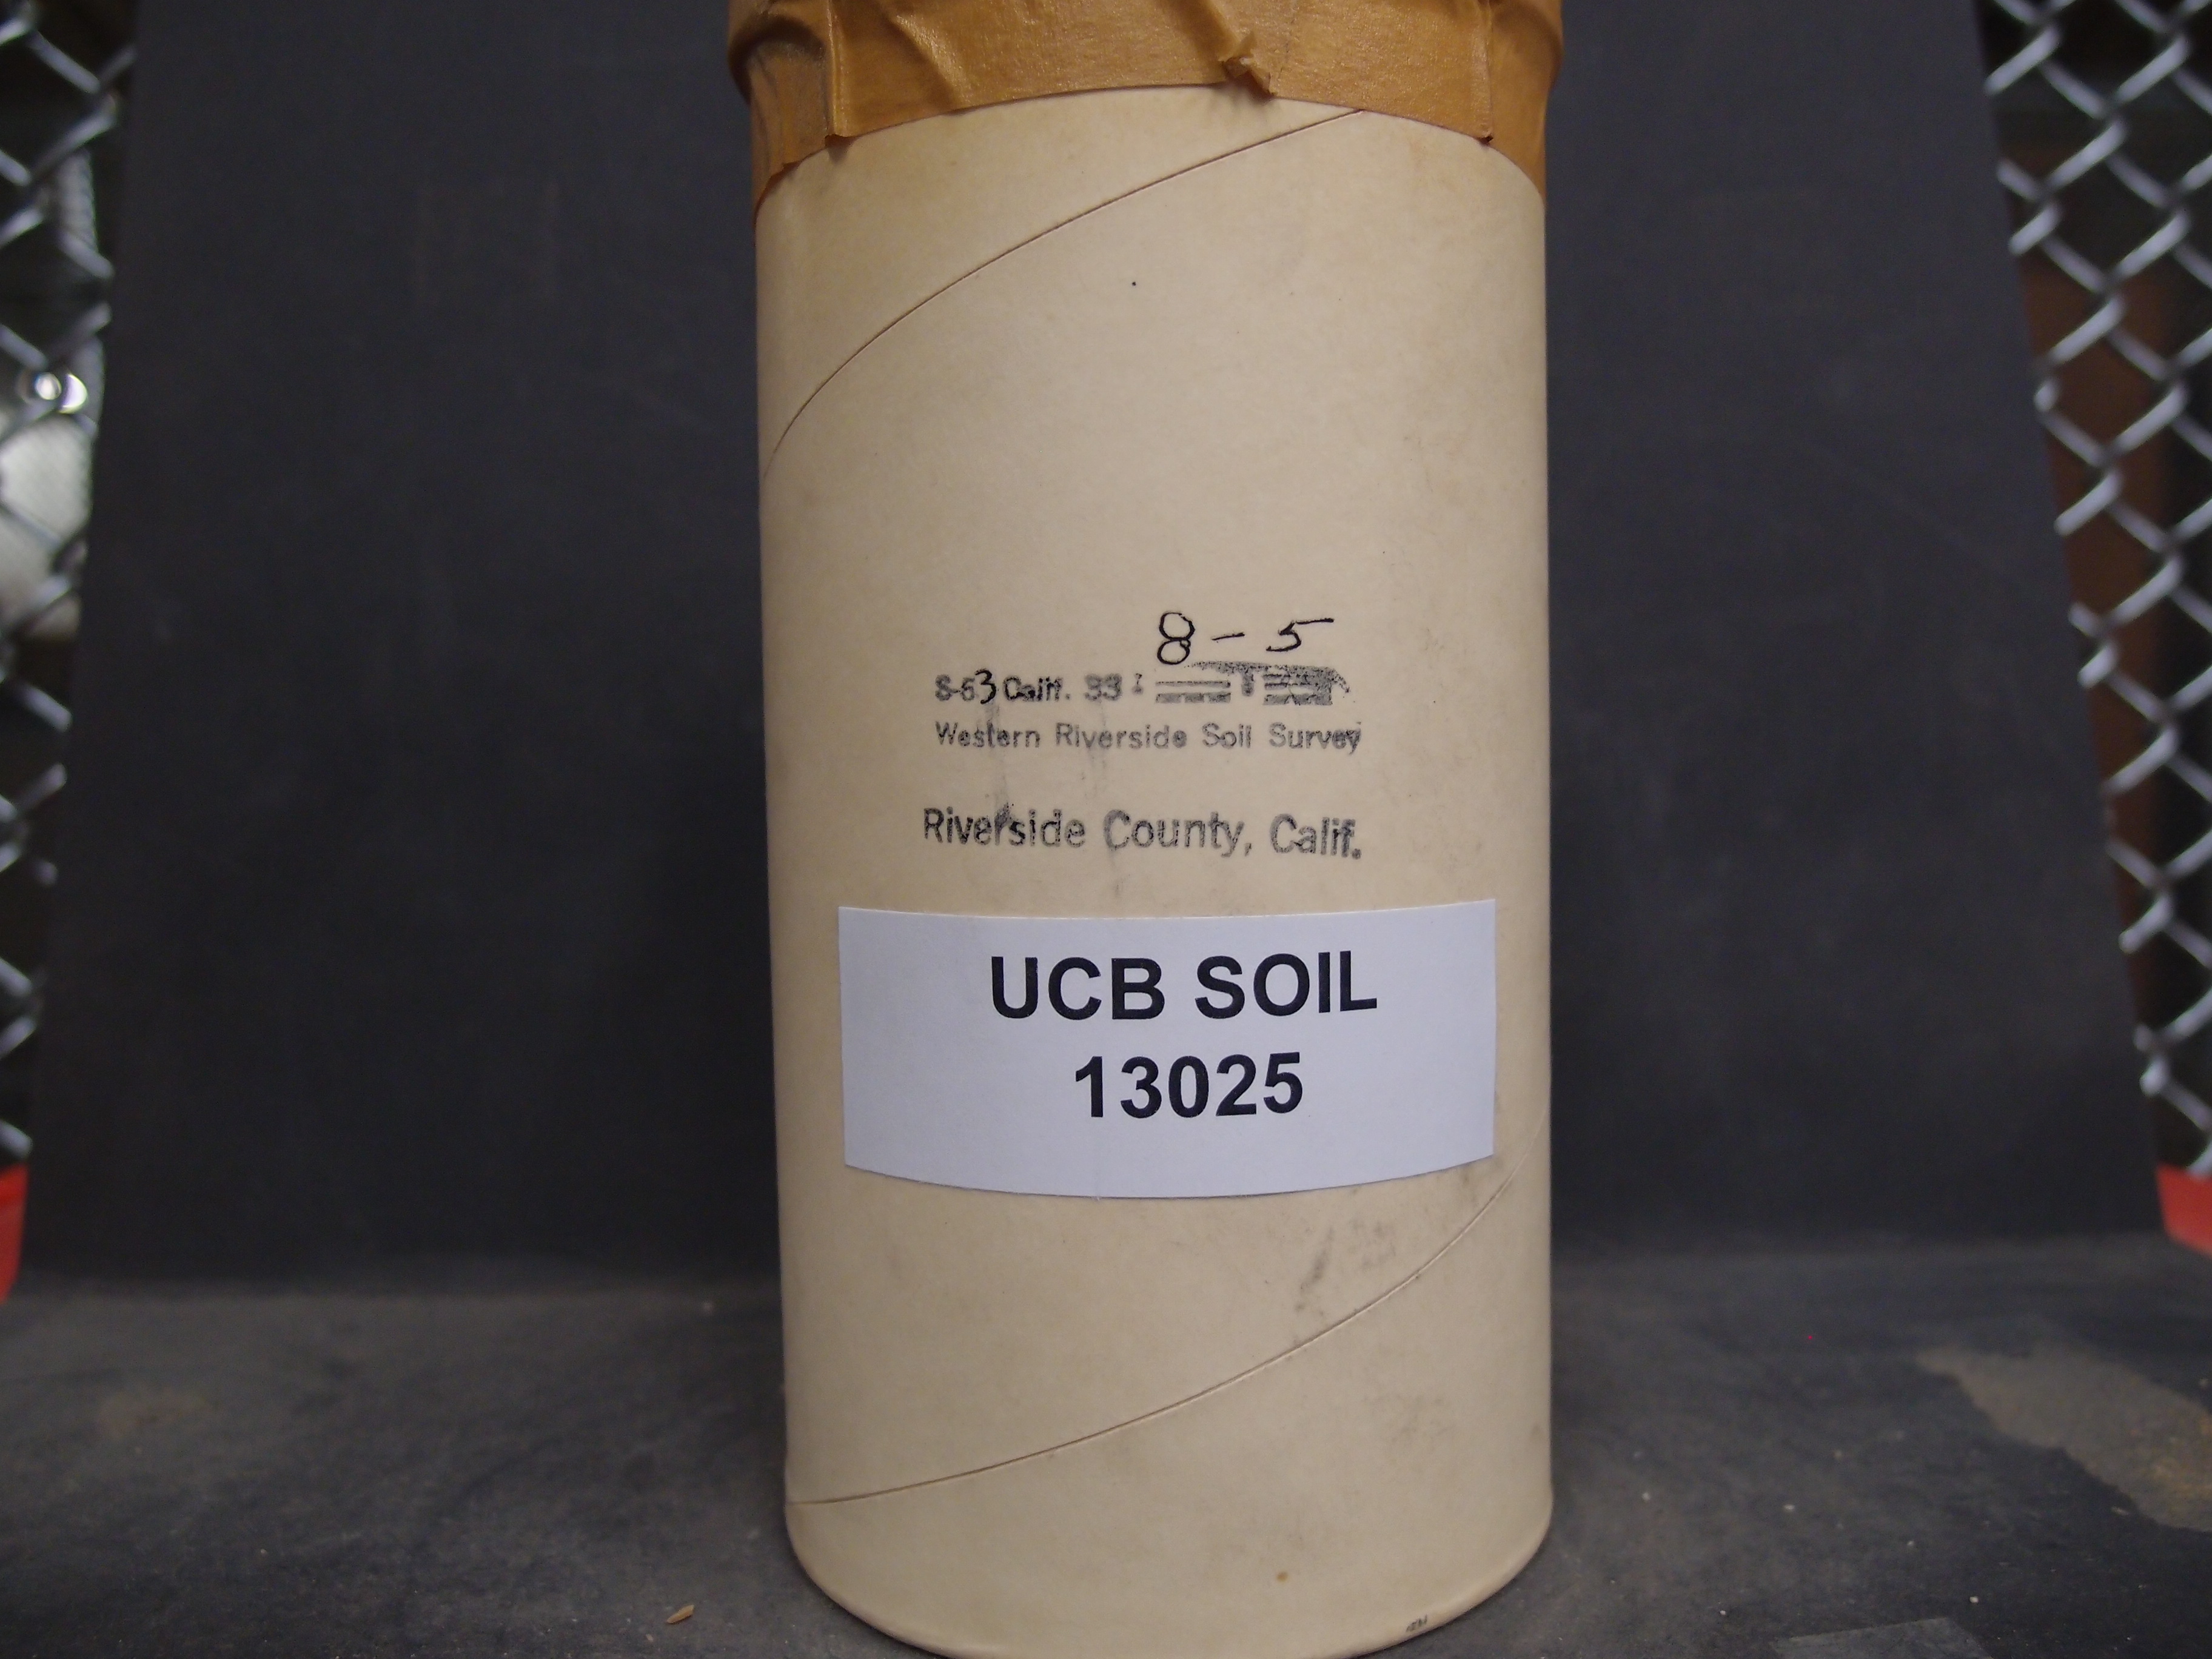 8-5
S-63 Calif. 33
Western Riverside Soil Survey
Riverside County, Calif.
UCB SOIL
13025